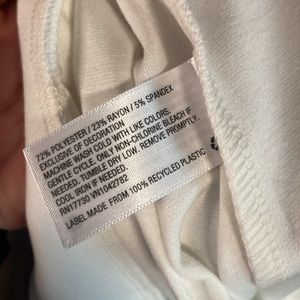 72% POLYESTER / 23% RAYON / 5% SPANDEX
EXCLUSIVE OF DECORATION
MACHINE WASH COLD WITH LIKE COLORS.
GENTLE CYCLE. ONLY NON-CHLORINE BLEACH IF
NEEDED. TUMBLE DRY LOW. REMOVE PROMPTLY.
COOL IRON IF NEEDED.
RN17730 VN1042782
LABEL MADE FROM 100% RECYCLED PLASTIC